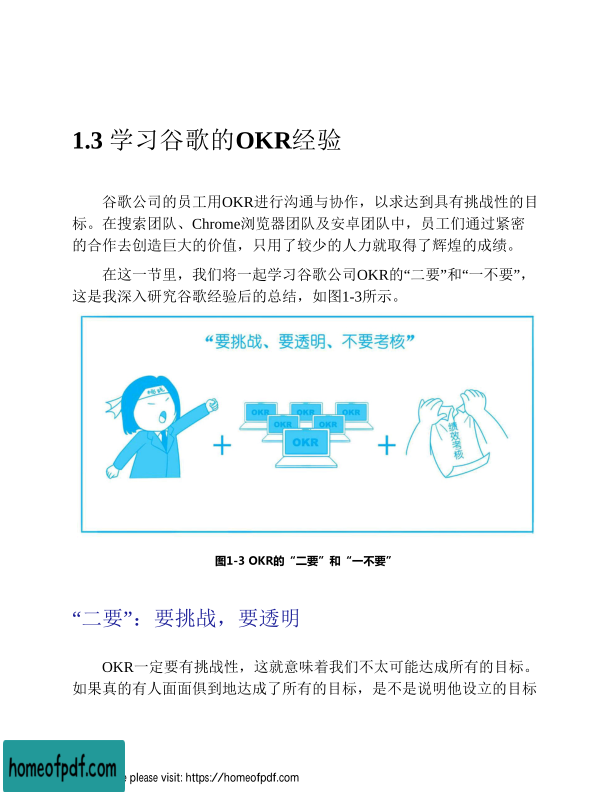 1.3 学习谷歌的OKR经验
谷歌公司的员工用OKR进行沟通与协作，以求达到具有挑战性的目
标。在搜索团队、Chrome浏览器团队及安卓团队中，员工们通过紧密
的合作去创造巨大的价值，只用了较少的人力就取得了辉煌的成绩。
在这一节里，我们将一起学习谷歌公司OKR的“二要”和“一不要”，
这是我深入研究谷歌经验后的总结，如图1-3所示。
“要挑战、要透明、不要考核”
挑战
OKR OKR OKR
OKR OKR
OKR
绩效考核
图1-3 OKR的“二要”和“一不要”
“二要”：要挑战，要透明
OKR一定要有挑战性，这就意味着我们不太可能达成所有的目标。
如果真的有人面面俱到地达成了所有的目标，是不是说明他设立的目标
homeofpdf.com
e please visit: https://homeofpdf.com